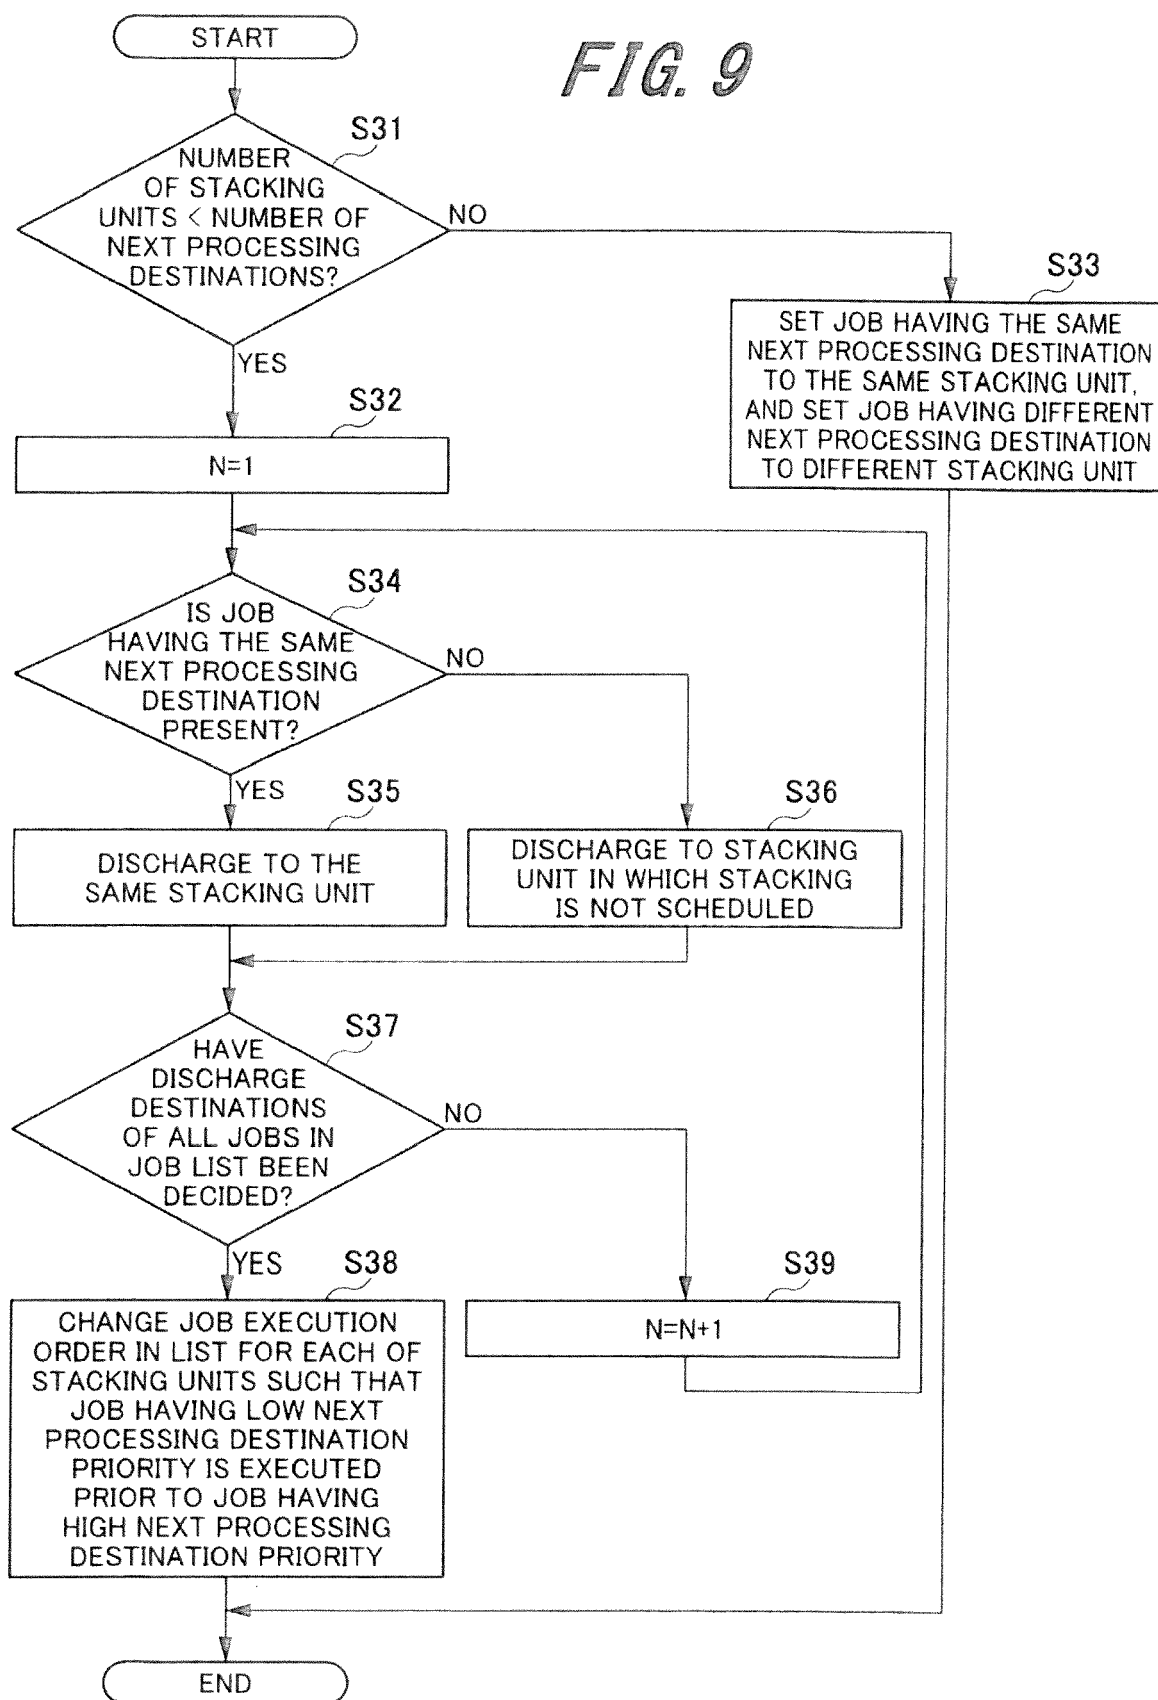 START
FIG. 9
S31
NUMBER
OF STACKING
UNITS < NUMBER OF
NEXT PROCESSING
DESTINATIONS?
NO
YES
S33
SET JOB HAVING THE SAME
NEXT PROCESSING DESTINATION
TO THE SAME STACKING UNIT,
AND SET JOB HAVING DIFFERENT
NEXT PROCESSING DESTINATION
TO DIFFERENT STACKING UNIT
S32
N=1
S34
IS JOB
HAVING THE SAME
NEXT PROCESSING
DESTINATION
PRESENT?
NO
YES
S35
DISCHARGE TO THE
SAME STACKING UNIT
S36
DISCHARGE TO STACKING
UNIT IN WHICH STACKING
IS NOT SCHEDULED
S37
HAVE
DISCHARGE
DESTINATIONS
OF ALL JOBS IN
JOB LIST BEEN
DECIDED?
NO
YES
S38
CHANGE JOB EXECUTION
ORDER IN LIST FOR EACH OF
STACKING UNITS SUCH THAT
JOB HAVING LOW NEXT
PROCESSING DESTINATION
PRIORITY IS EXECUTED
PRIOR TO JOB HAVING
HIGH NEXT PROCESSING
DESTINATION PRIORITY
S39
N=N+1
END